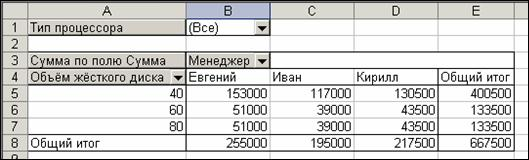 A B C D E
1 Тип процессора (Все)
2
3 Сумма по полю Сумма Менеджер
4 Объём жёсткого диска Евгений Иван Кирилл Общий итог
5 40 153000 117000 130500 400500
6 60 51000 39000 43500 133500
7 80 51000 39000 43500 133500
8 Общий итог 255000 195000 217500 667500